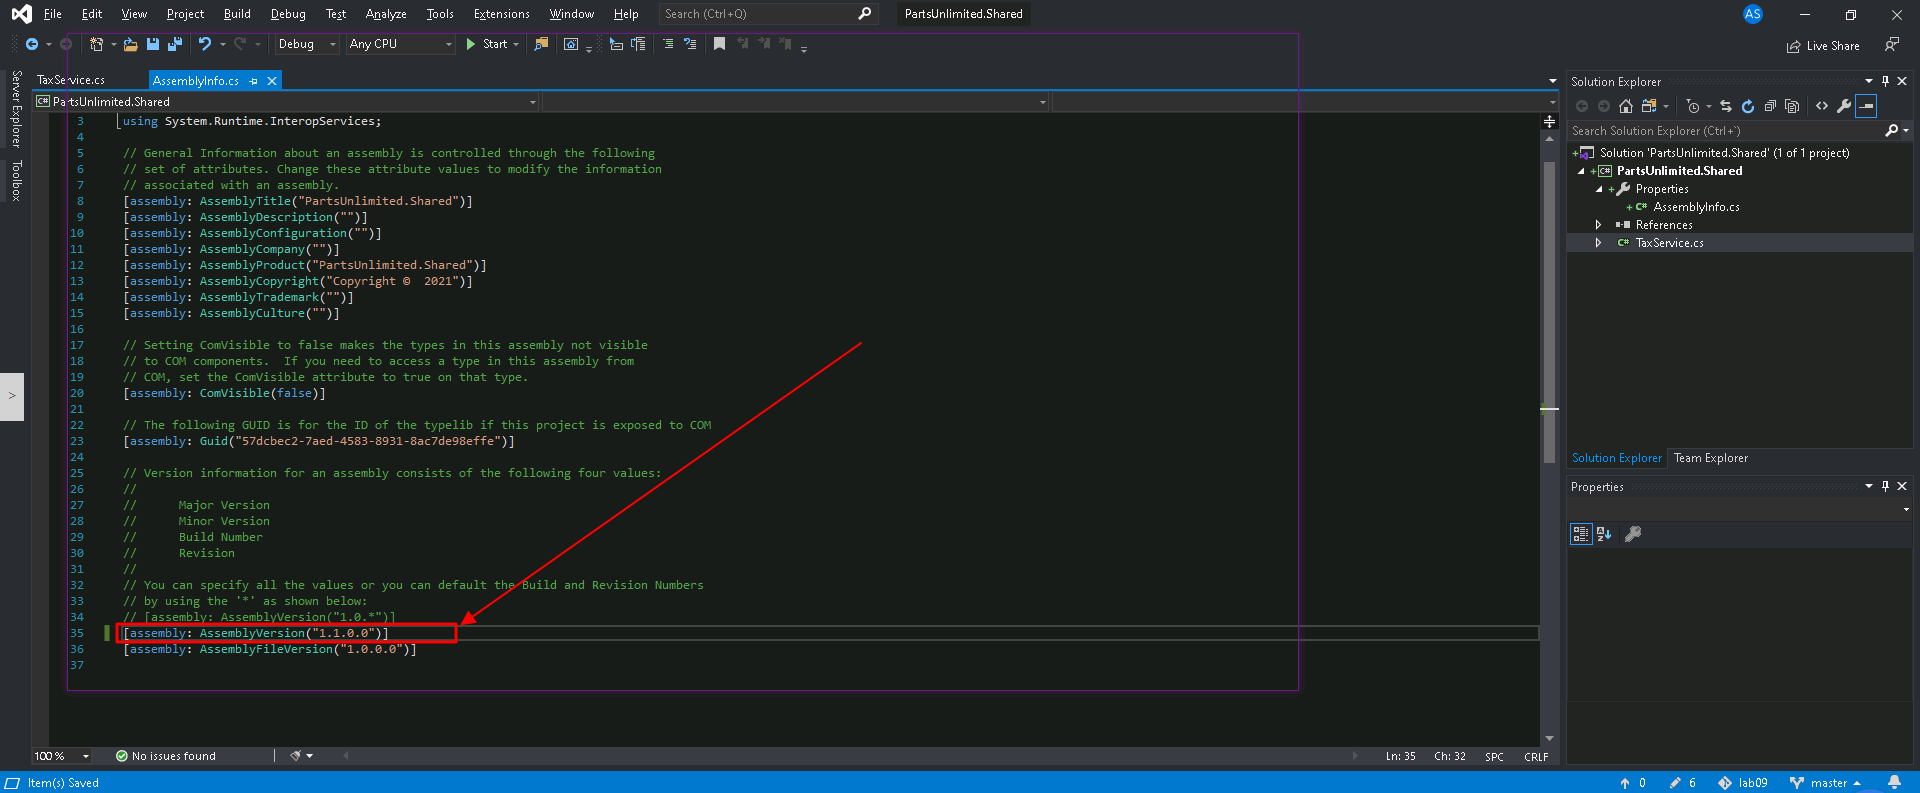 File Edit View Project Build Debug Test Analyze Tools Extensions Window Help Search (Ctrl+Q) PartsUnlimited.Shared AS
Debug Any CPU Start Live Share
Server Explorer
Toolbox
TaxService.cs AssemblyInfo.cs
C# PartsUnlimited.Shared
3 using System.Runtime.InteropServices;
4
5 // General Information about an assembly is controlled through the following
6 // set of attributes. Change these attribute values to modify the information
7 // associated with an assembly.
8 [assembly: AssemblyTitle("PartsUnlimited.Shared")]
9 [assembly: AssemblyDescription("")]
10 [assembly: AssemblyConfiguration("")]
11 [assembly: AssemblyCompany("")]
12 [assembly: AssemblyProduct("PartsUnlimited.Shared")]
13 [assembly: AssemblyCopyright("Copyright ©  2021")]
14 [assembly: AssemblyTrademark("")]
15 [assembly: AssemblyCulture("")]
16
17 // Setting ComVisible to false makes the types in this assembly not visible
18 // to COM components.  If you need to access a type in this assembly from
19 // COM, set the ComVisible attribute to true on that type.
20 [assembly: ComVisible(false)]
21
22 // The following GUID is for the ID of the typelib if this project is exposed to COM
23 [assembly: Guid("57dcbec2-7aed-4583-8931-8ac7de98effe")]
24
25 // Version information for an assembly consists of the following four values:
26 //
27 //      Major Version
28 //      Minor Version
29 //      Build Number
30 //      Revision
31 //
32 // You can specify all the values or you can default the Build and Revision Numbers
33 // by using the '*' as shown below:
34 // [assembly: AssemblyVersion("1.0.*")]
35 [assembly: AssemblyVersion("1.1.0.0")]
36 [assembly: AssemblyFileVersion("1.0.0.0")]
37
100 % No issues found Ln: 35 Ch: 32 SPC CRLF
Solution Explorer
Search Solution Explorer (Ctrl+`)
Solution 'PartsUnlimited.Shared' (1 of 1 project)
C# PartsUnlimited.Shared
Properties
C# AssemblyInfo.cs
References
C# TaxService.cs
Solution Explorer Team Explorer
Properties
Item(s) Saved 0 6 lab09 master